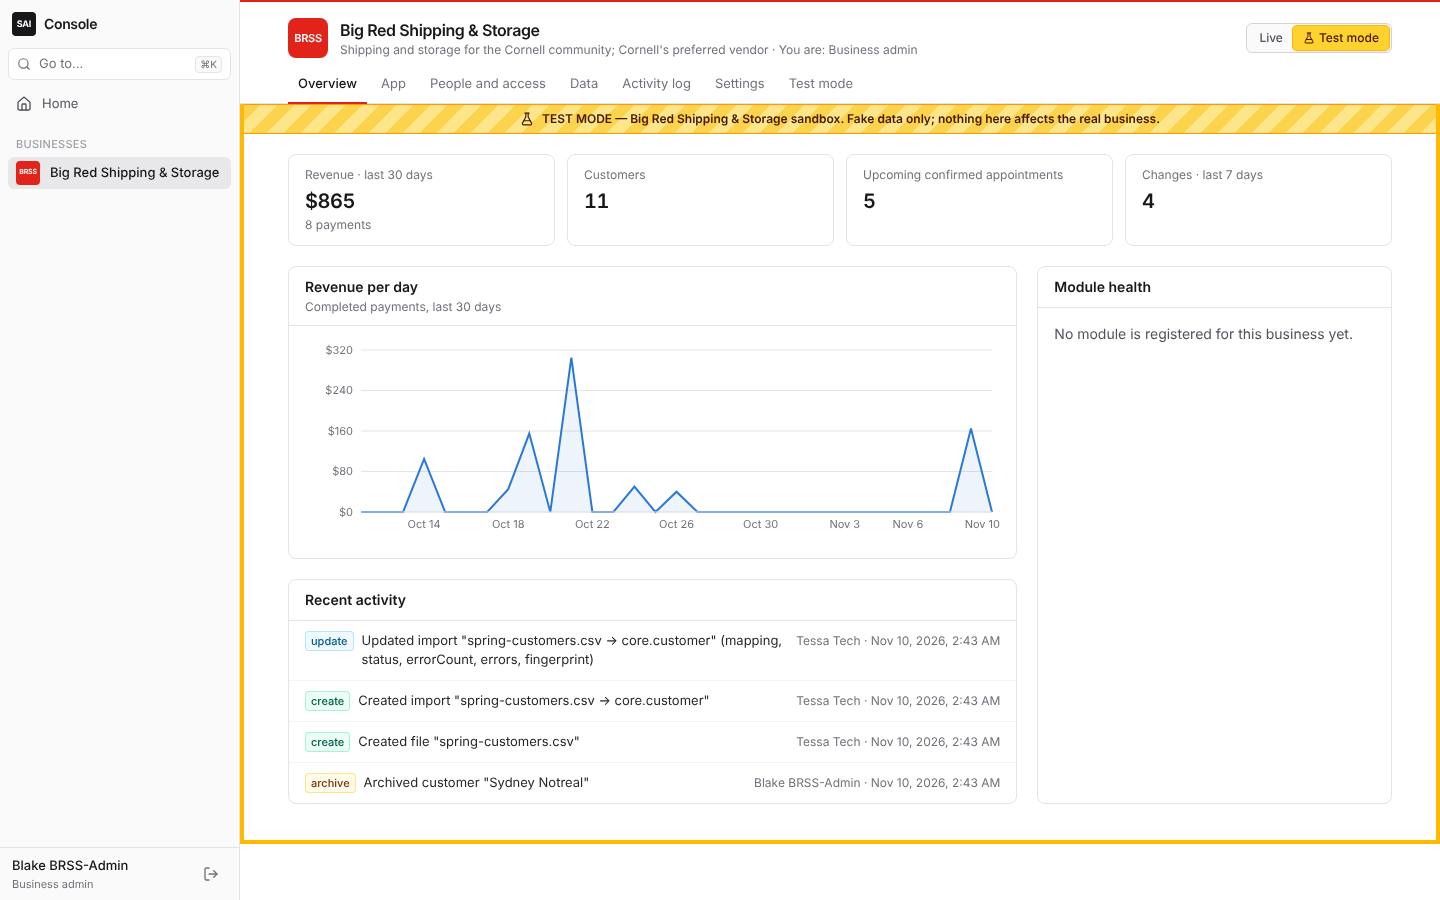 SAI Console
Go to... ⌘K
Home
BUSINESSES
BRSS Big Red Shipping & Storage
Blake BRSS-Admin
Business admin
BRSS
Big Red Shipping & Storage
Shipping and storage for the Cornell community; Cornell's preferred vendor · You are: Business admin
Live Test mode
Overview App People and access Data Activity log Settings Test mode
TEST MODE — Big Red Shipping & Storage sandbox. Fake data only; nothing here affects the real business.
Revenue · last 30 days
$865
8 payments
Customers
11
Upcoming confirmed appointments
5
Changes · last 7 days
4
Revenue per day
Completed payments, last 30 days
$320
$240
$160
$80
$0
Oct 14 Oct 18 Oct 22 Oct 26 Oct 30 Nov 3 Nov 6 Nov 10
Module health
No module is registered for this business yet.
Recent activity
update Updated import "spring-customers.csv → core.customer" (mapping, Tessa Tech · Nov 10, 2026, 2:43 AM
status, errorCount, errors, fingerprint)
create Created import "spring-customers.csv → core.customer" Tessa Tech · Nov 10, 2026, 2:43 AM
create Created file "spring-customers.csv" Tessa Tech · Nov 10, 2026, 2:43 AM
archive Archived customer "Sydney Notreal" Blake BRSS-Admin · Nov 10, 2026, 2:43 AM